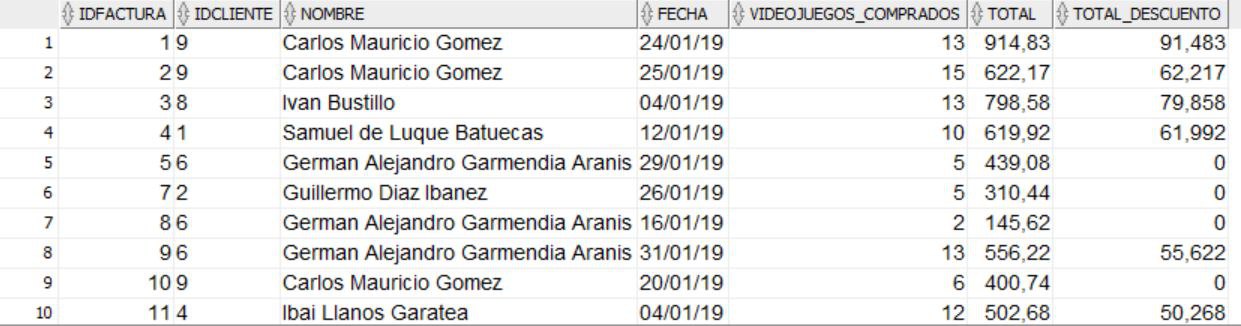 IDFACTURA IDCLIENTE NOMBRE FECHA VIDEOJUEGOS_COMPRADOS TOTAL TOTAL_DESCUENTO
1 1 9 Carlos Mauricio Gomez 24/01/19 13 914,83 91,483
2 2 9 Carlos Mauricio Gomez 25/01/19 15 622,17 62,217
3 3 8 Ivan Bustillo 04/01/19 13 798,58 79,858
4 4 1 Samuel de Luque Batuecas 12/01/19 10 619,92 61,992
5 5 6 German Alejandro Garmendia Aranis 29/01/19 5 439,08 0
6 7 2 Guillermo Diaz Ibanez 26/01/19 5 310,44 0
7 8 6 German Alejandro Garmendia Aranis 16/01/19 2 145,62 0
8 9 6 German Alejandro Garmendia Aranis 31/01/19 13 556,22 55,622
9 10 9 Carlos Mauricio Gomez 20/01/19 6 400,74 0
10 11 4 Ibai Llanos Garatea 04/01/19 12 502,68 50,268